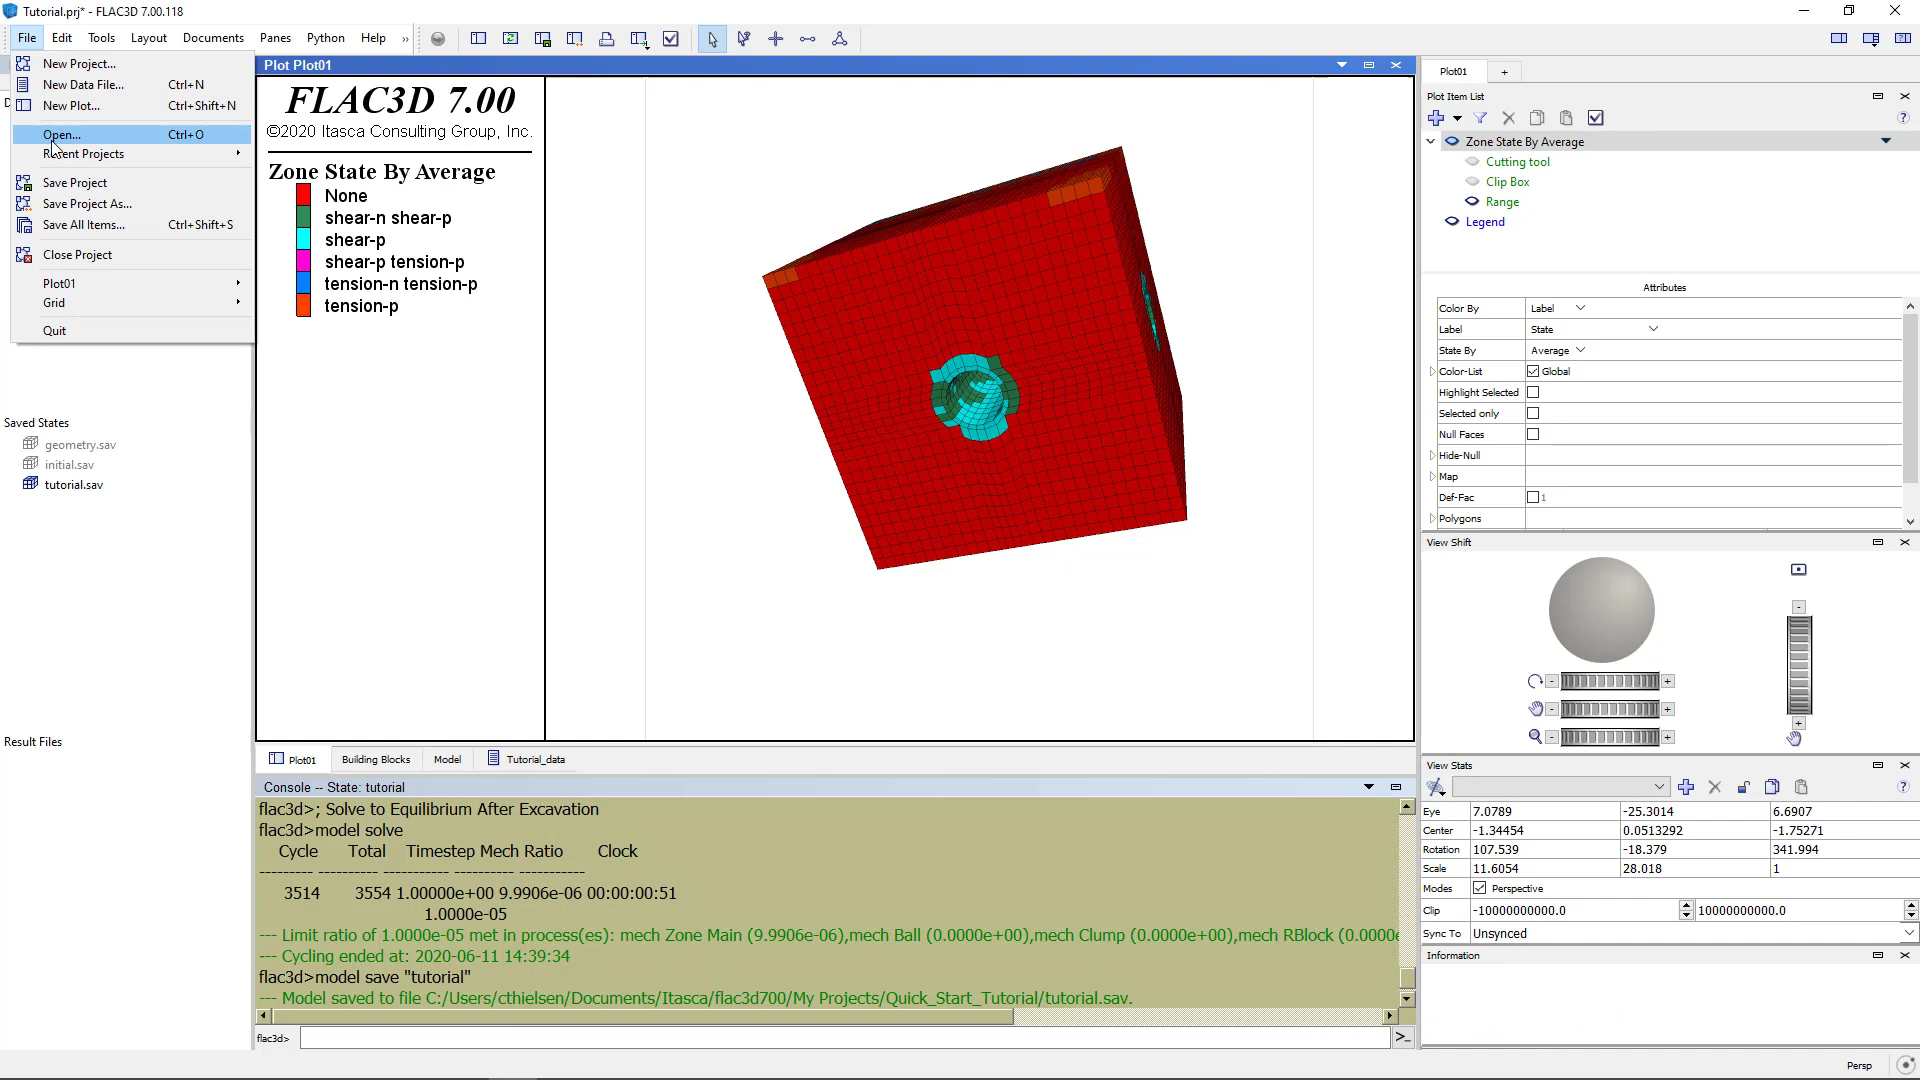 Tutorial.prj* - FLAC3D 7.00.118
File Edit Tools Layout Documents Panes Python Help »
New Project...
New Data File... Ctrl+N
New Plot... Ctrl+Shift+N
Open... Ctrl+O
Recent Projects
Save Project
Save Project As...
Save All Items... Ctrl+Shift+S
Close Project
Plot01
Grid
Quit
Saved States
geometry.sav
initial.sav
tutorial.sav
Result Files
Plot Plot01
FLAC3D 7.00
©2020 Itasca Consulting Group, Inc.
Zone State By Average
None
shear-n shear-p
shear-p
shear-p tension-p
tension-n tension-p
tension-p
Plot01 Building Blocks Model Tutorial_data
Console -- State: tutorial
flac3d>; Solve to Equilibrium After Excavation
flac3d>model solve
Cycle Total Timestep Mech Ratio Clock
--------- ---------- ----------- ---------- -----------
3514 3554 1.00000e+00 9.9906e-06 00:00:00:51
1.0000e-05
--- Limit ratio of 1.0000e-05 met in process(es): mech Zone Main (9.9906e-06),mech Ball (0.0000e+00),mech Clump (0.0000e+00),mech RBlock (0.0000e
--- Cycling ended at: 2020-06-11 14:39:34
flac3d>model save "tutorial"
--- Model saved to file C:/Users/cthielsen/Documents/Itasca/flac3d700/My Projects/Quick_Start_Tutorial/tutorial.sav.
flac3d>
Plot01 +
Plot Item List
Zone State By Average
Cutting tool
Clip Box
Range
Legend
Attributes
Color By Label
Label State
State By Average
Color-List Global
Highlight Selected
Selected only
Null Faces
Hide-Null
Map
Def-Fac 1
Polygons
View Shift
- +
- +
- +
-
+
View Stats
Eye 7.0789 -25.3014 6.6907
Center -1.34454 0.0513292 -1.75271
Rotation 107.539 -18.379 341.994
Scale 11.6054 28.018 1
Modes Perspective
Clip -10000000000.0 10000000000.0
Sync To Unsynced
Information
Persp